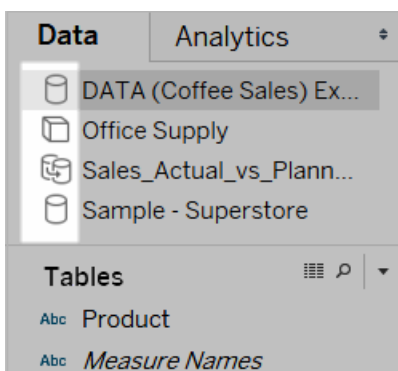 Data Analytics
DATA (Coffee Sales) Ex...
Office Supply
Sales_Actual_vs_Plann...
Sample - Superstore
Tables
Abc Product
Abc Measure Names